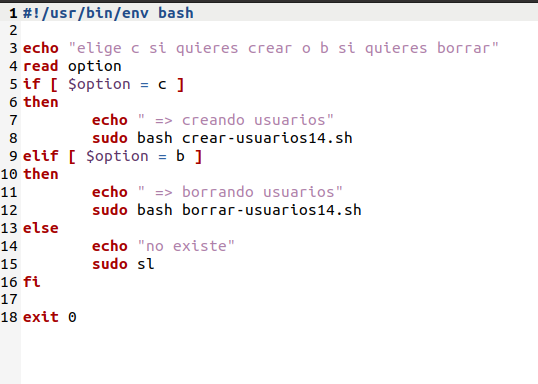 1 #!/usr/bin/env bash
2
3 echo "elige c si quieres crear o b si quieres borrar"
4 read option
5 if [ $option = c ]
6 then
7         echo " => creando usuarios"
8         sudo bash crear-usuarios14.sh
9 elif [ $option = b ]
10 then
11         echo " => borrando usuarios"
12         sudo bash borrar-usuarios14.sh
13 else
14         echo "no existe"
15         sudo sl
16 fi
17
18 exit 0